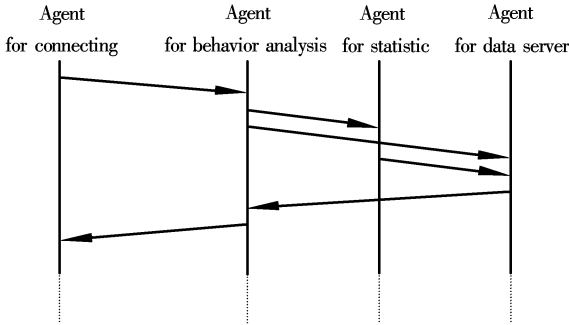 Agent Agent Agent Agent
for connecting for behavior analysis for statistic for data server